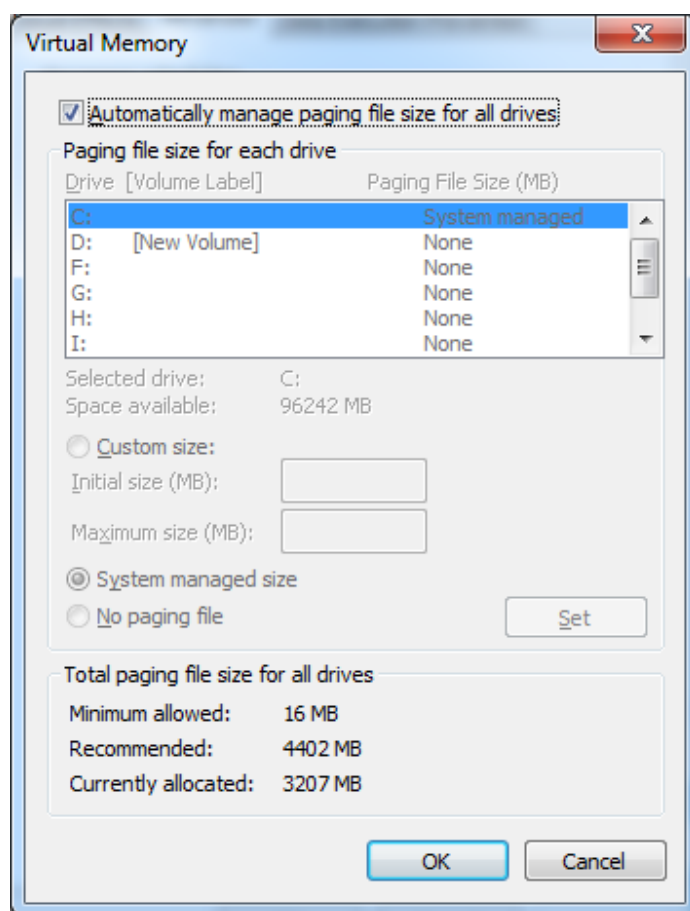 Virtual Memory
Automatically manage paging file size for all drives
Paging file size for each drive
Drive [Volume Label] Paging File Size (MB)
C: System managed
D: [New Volume] None
F: None
G: None
H: None
I: None
Selected drive: C:
Space available: 96242 MB
Custom size:
Initial size (MB):
Maximum size (MB):
System managed size
No paging file Set
Total paging file size for all drives
Minimum allowed: 16 MB
Recommended: 4402 MB
Currently allocated: 3207 MB
OK Cancel